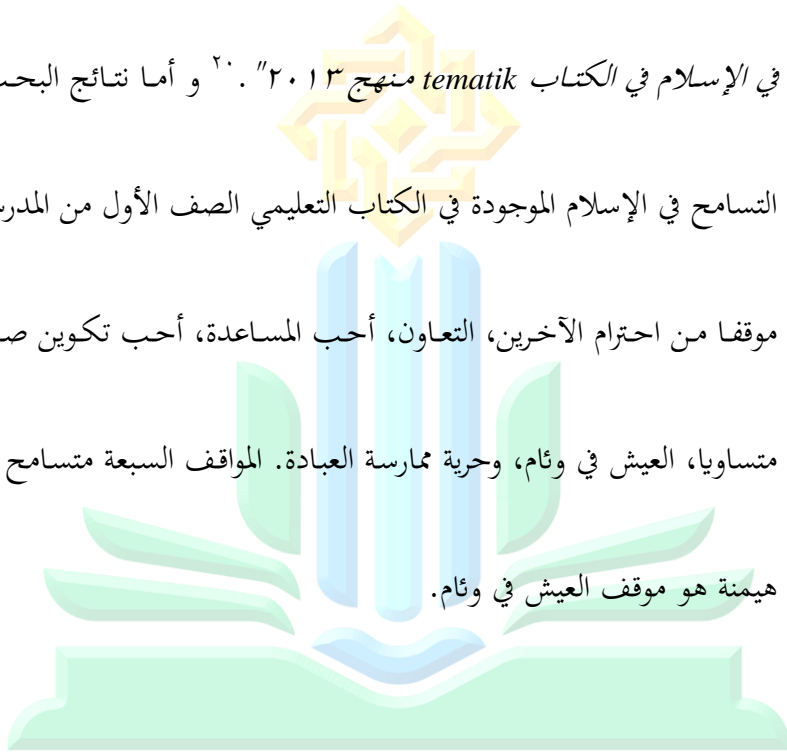 في الإسلام في الكتاب tematik منهج ٢٠١٣". ٢٠ و أما نتائج البحث
التسامح في الإسلام الموجودة في الكتاب التعليمي الصف الأول من
موقفا من احترام الآخرين، التعاون، أحب المساعدة، أحب تكوين
متساويا، العيش في وئام، وحرية ممارسة العبادة. المواقف السبعة متسامح
هيمنة هو موقف العيش في وئام.